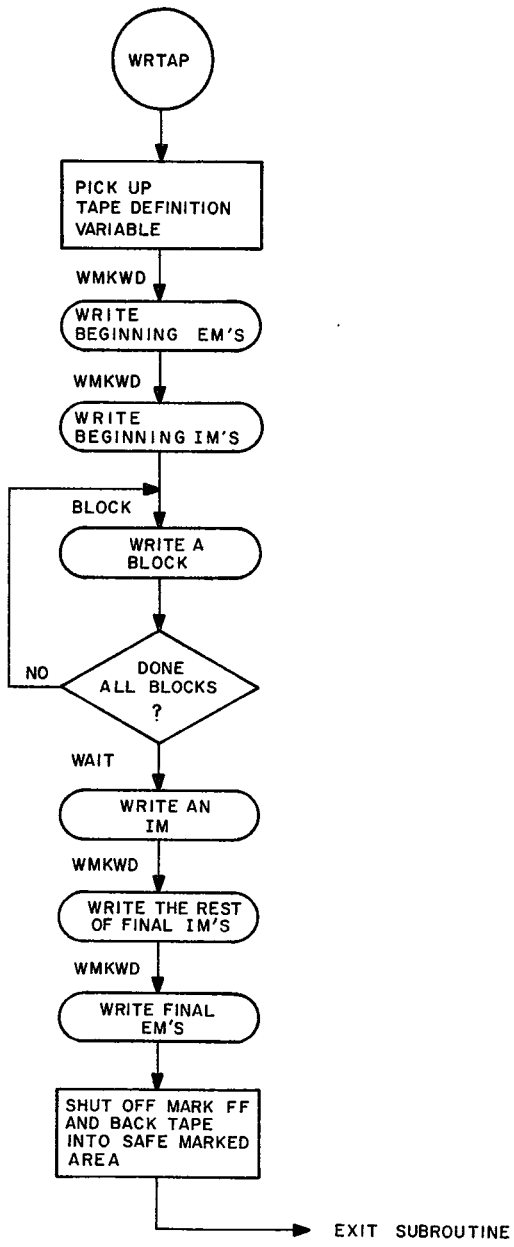 WRTAP
PICK UP
TAPE DEFINITION
VARIABLE
WMKWD
WRITE
BEGINNING EM'S
WMKWD
WRITE
BEGINNING IM'S
BLOCK
WRITE A
BLOCK
NO
DONE
ALL BLOCKS
?
WAIT
WRITE AN
IM
WMKWD
WRITE THE REST
OF FINAL IM'S
WMKWD
WRITE FINAL
EM'S
SHUT OFF MARK FF
AND BACK TAPE
INTO SAFE MARKED
AREA
EXIT SUBROUTINE